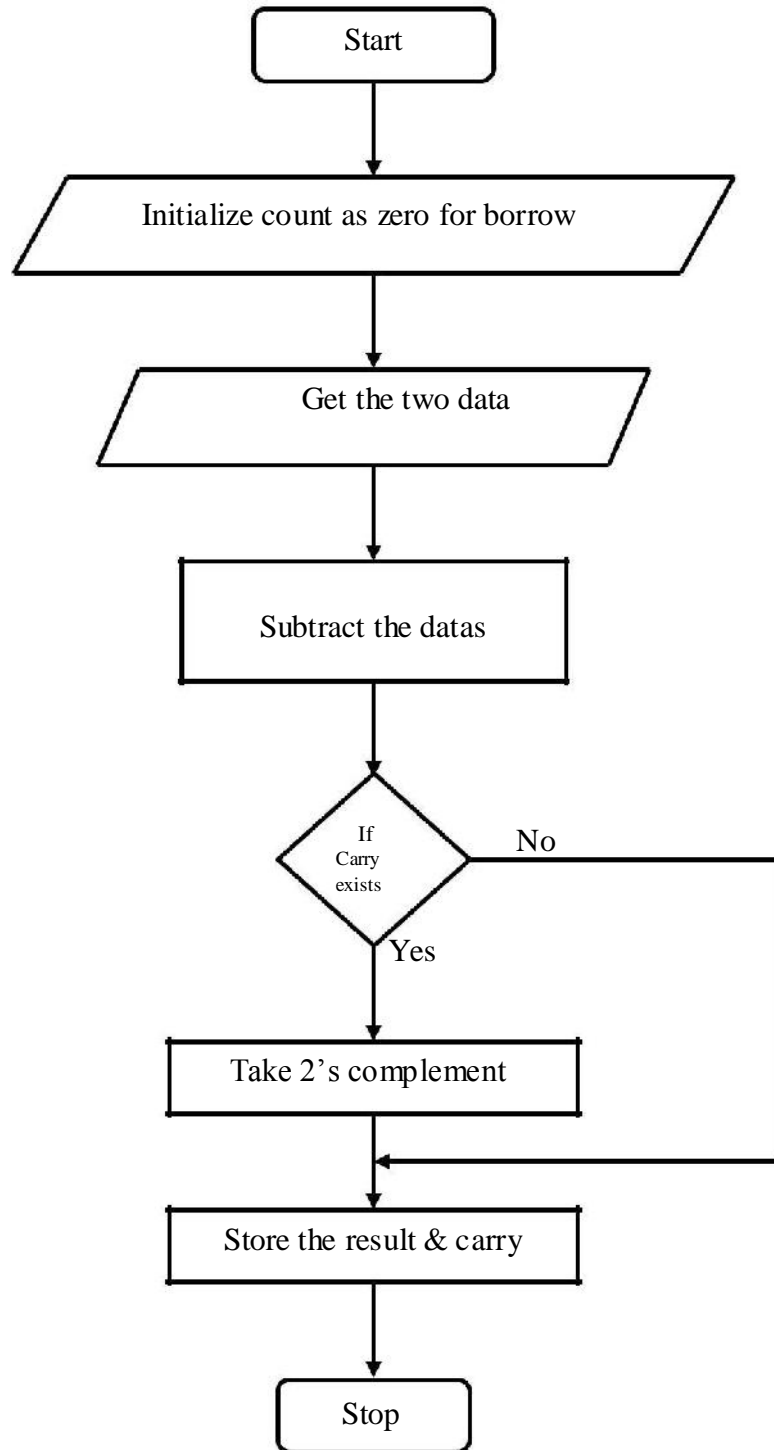 Start
Initialize count as zero for borrow
Get the two data
Subtract the datas
If
Carry
exists
No
Yes
Take 2’s complement
Store the result & carry
Stop